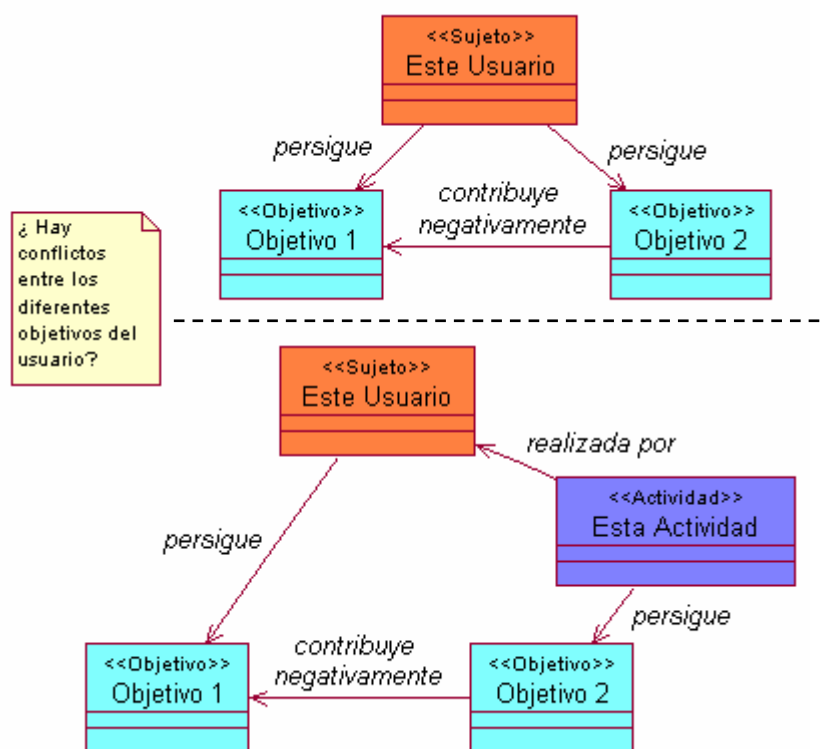 <<Sujeto>>
Este Usuario
persigue
persigue
<<Objetivo>>
Objetivo 1
contribuye
negativamente
<<Objetivo>>
Objetivo 2
¿ Hay
conflictos
entre los
diferentes
objetivos del
usuario?
<<Sujeto>>
Este Usuario
realizada por
<<Actividad>>
Esta Actividad
persigue
persigue
<<Objetivo>>
Objetivo 1
contribuye
negativamente
<<Objetivo>>
Objetivo 2